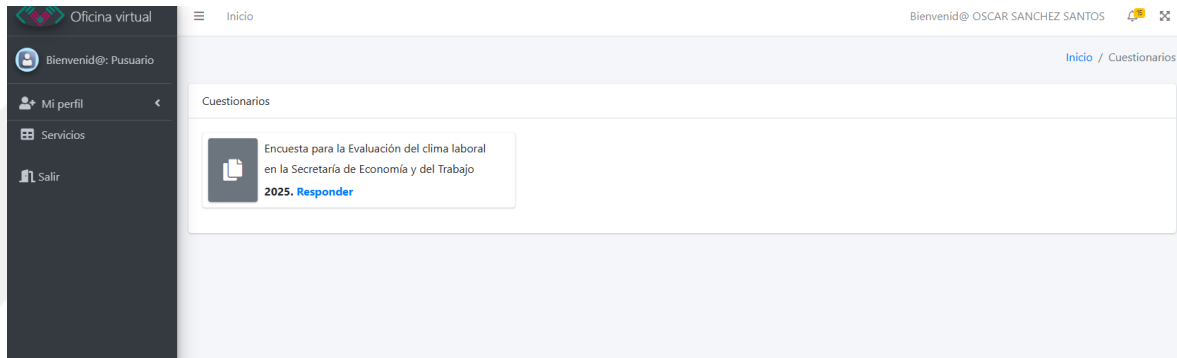 Oficina virtual
Inicio
Bienvenid@ OSCAR SANCHEZ SANTOS
Bienvenid@: Pusuario
Inicio / Cuestionarios
Mi perfil
Servicios
Salir
Cuestionarios
Encuesta para la Evaluación del clima laboral
en la Secretaría de Economía y del Trabajo
2025. Responder